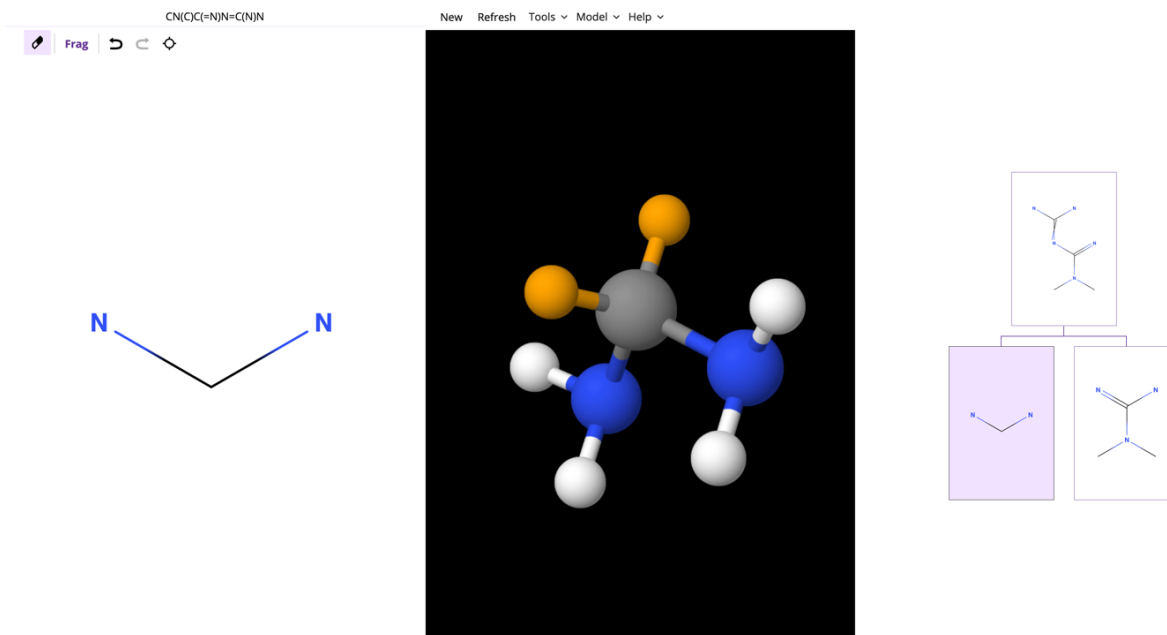 CN(C)C(=N)N=C(N)N
New Refresh Tools Model Help
Frag
N N
N N
N N
N
N N
N N
N